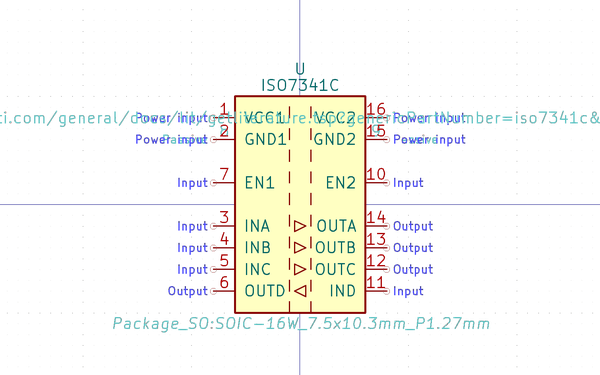 U
ISO7341C
ti.com/general/docs/lit/getliterature.tsp?genericPartNumber=iso7341c&
Power input 1 VCC1 VCC2 16 Power input
Power input 2 GND1 GND2 15 Power input
Input 7 EN1 EN2 10 Input
Input 3 INA OUTA 14 Output
Input 4 INB OUTB 13 Output
Input 5 INC OUTC 12 Output
Output 6 OUTD IND 11 Input
Package_SO:SOIC-16W_7.5x10.3mm_P1.27mm